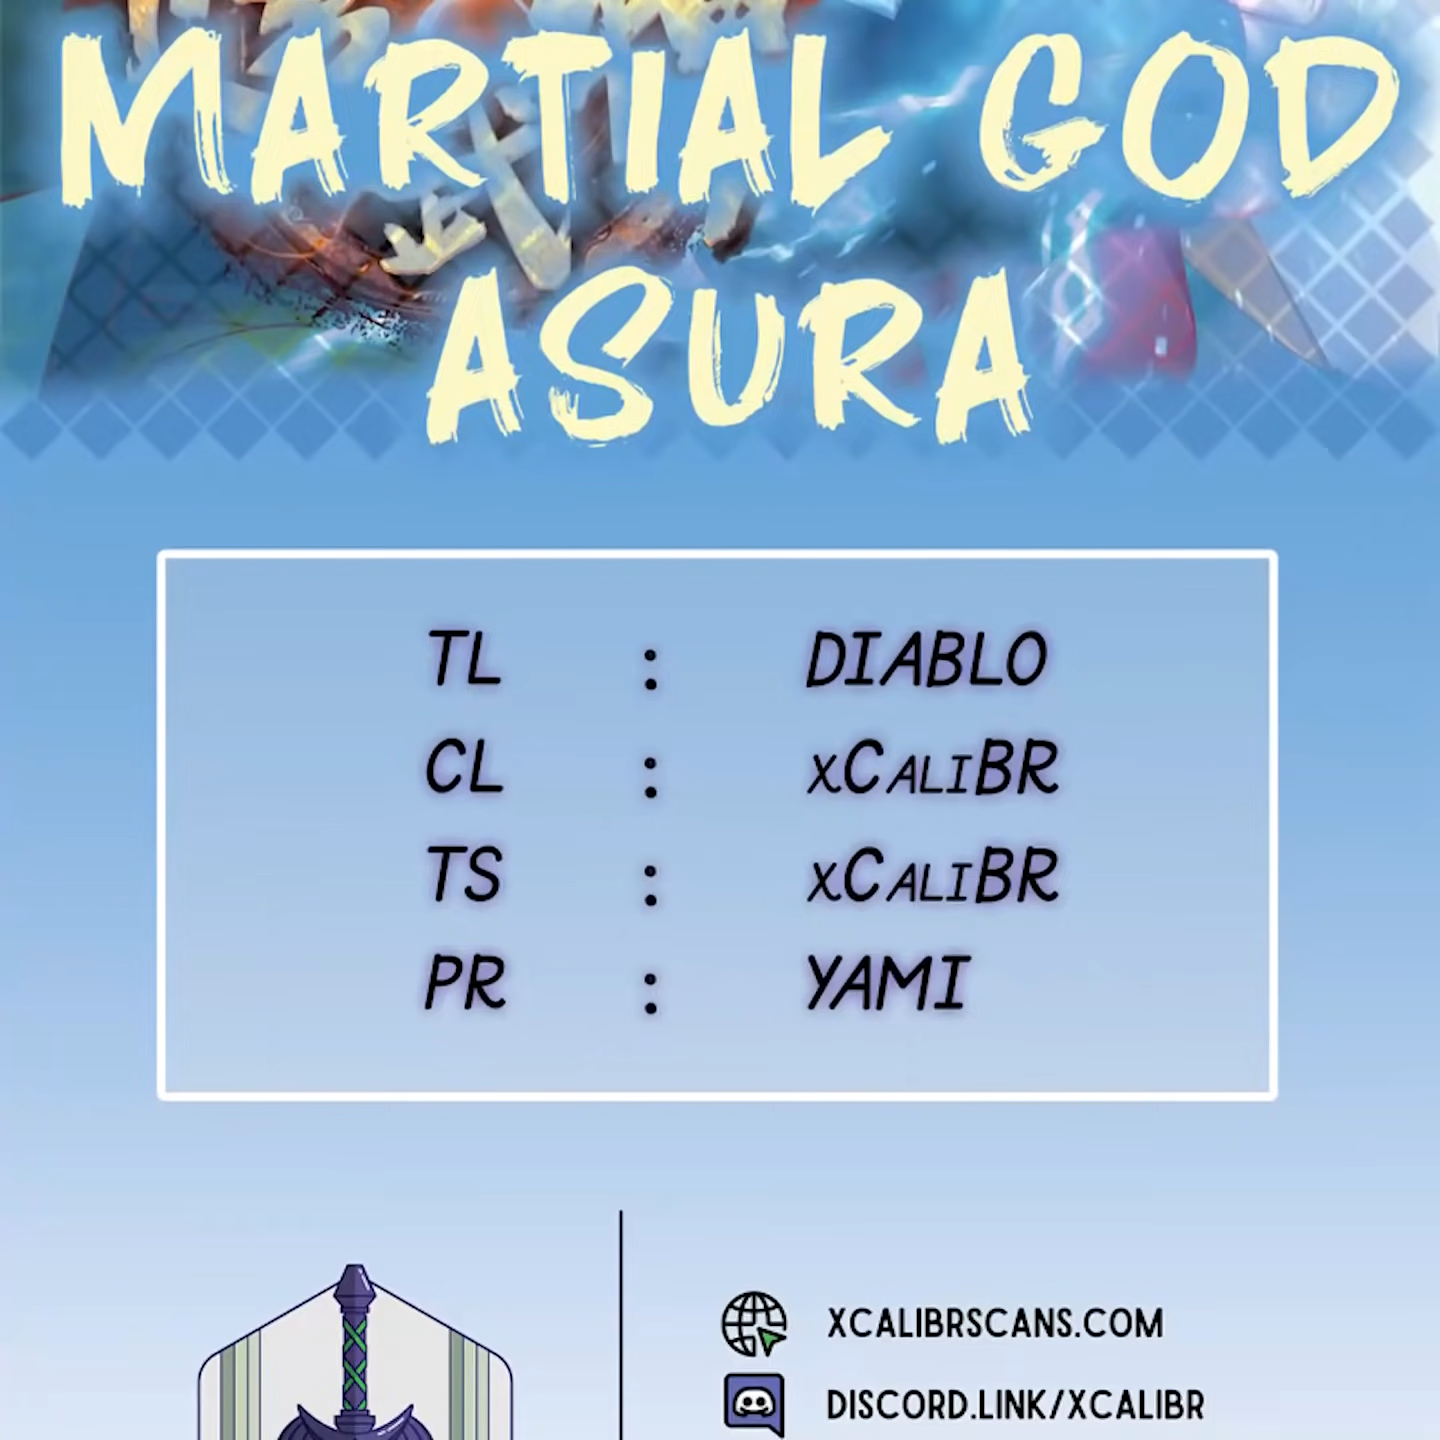 MARTIAL GOD
ASURA
TL : DIABLO
CL : xCALIBR
TS : xCALIBR
PR : YAMI
XCALIBRSCANS.COM
DISCORD.LINK/XCALIBR